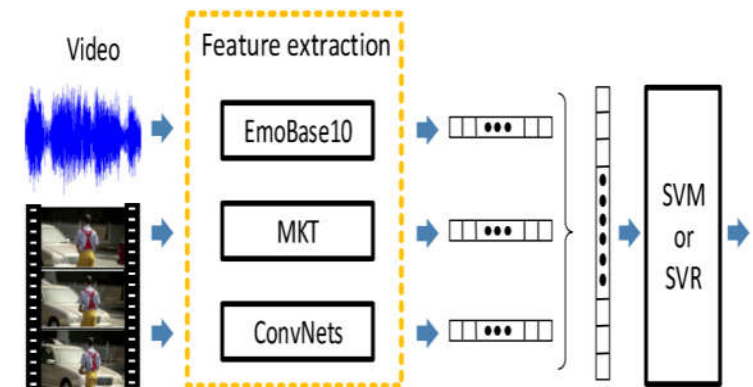 Video
Feature extraction
EmoBase10
MKT
ConvNets
SVM
or
SVR